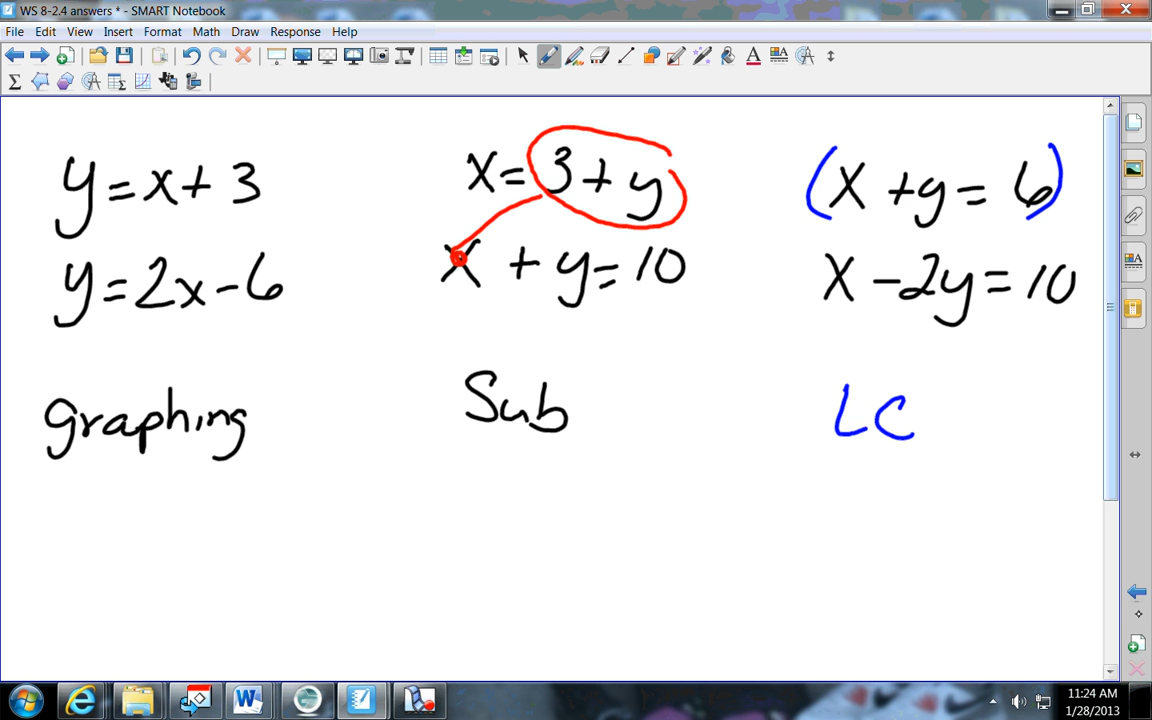 WS 8-2.4 answers * - SMART Notebook
File Edit View Insert Format Math Draw Response Help
y=x+3
y=2x-6
graphing
x=3+y
x+y=10
Sub
(x+y=6)
x-2y=10
LC
11:24 AM
1/28/2013